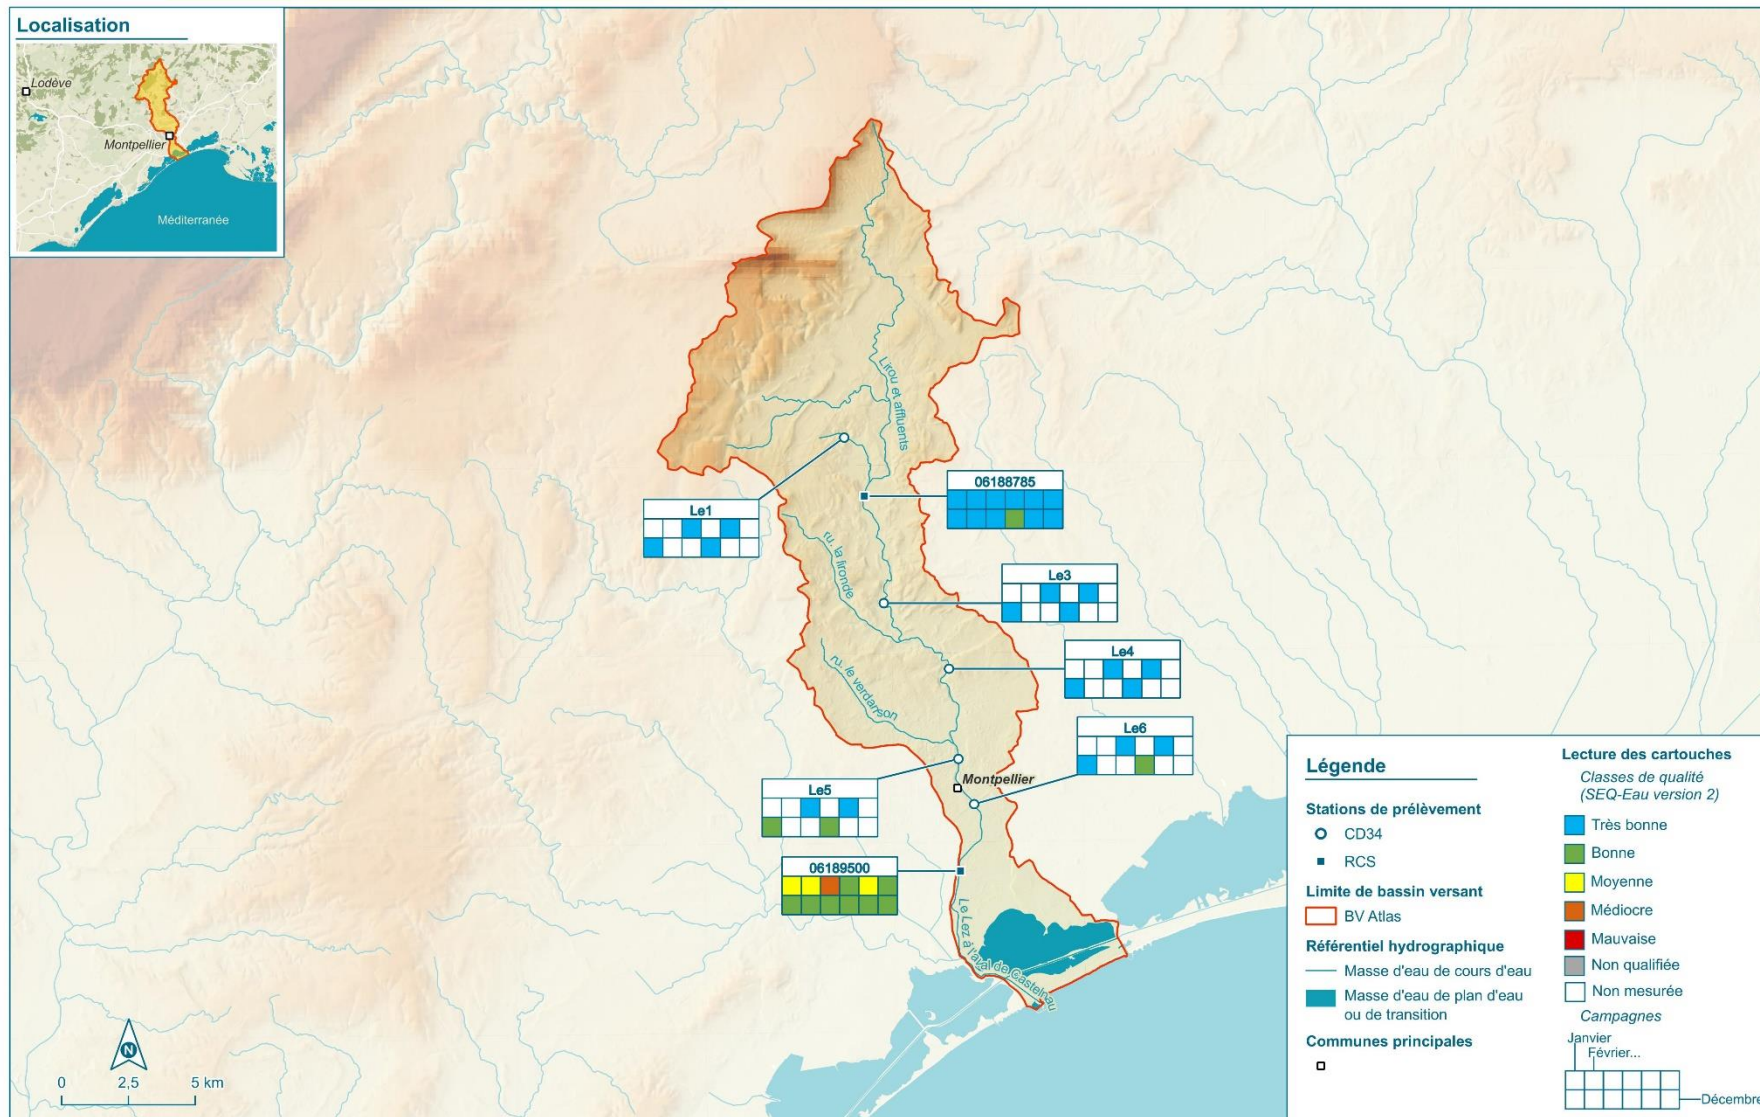 Localisation
Lodève
Montpellier
Méditerranée
Lirou et affluents
06188785
Le1
ru. la lironde
Le3
Le4
ru. le verdanson
Le6
Montpellier
Le5
06189500
Le Lez à l'aval de Castelnau
N
0 2,5 5 km
Légende
Stations de prélèvement
CD34
RCS
Limite de bassin versant
BV Atlas
Référentiel hydrographique
Masse d'eau de cours d'eau
Masse d'eau de plan d'eau
ou de transition
Communes principales
Lecture des cartouches
Classes de qualité
(SEQ-Eau version 2)
Très bonne
Bonne
Moyenne
Médiocre
Mauvaise
Non qualifiée
Non mesurée
Campagnes
Janvier
Février...
Décembre